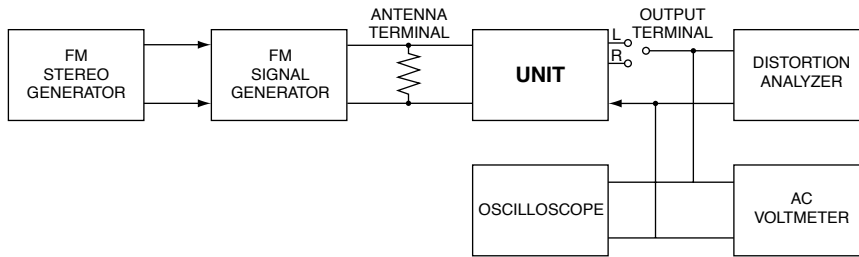 ANTENNA
TERMINAL
OUTPUT
TERMINAL
FM
STEREO
GENERATOR
FM
SIGNAL
GENERATOR
UNIT
L
R
DISTORTION
ANALYZER
OSCILLOSCOPE
AC
VOLTMETER